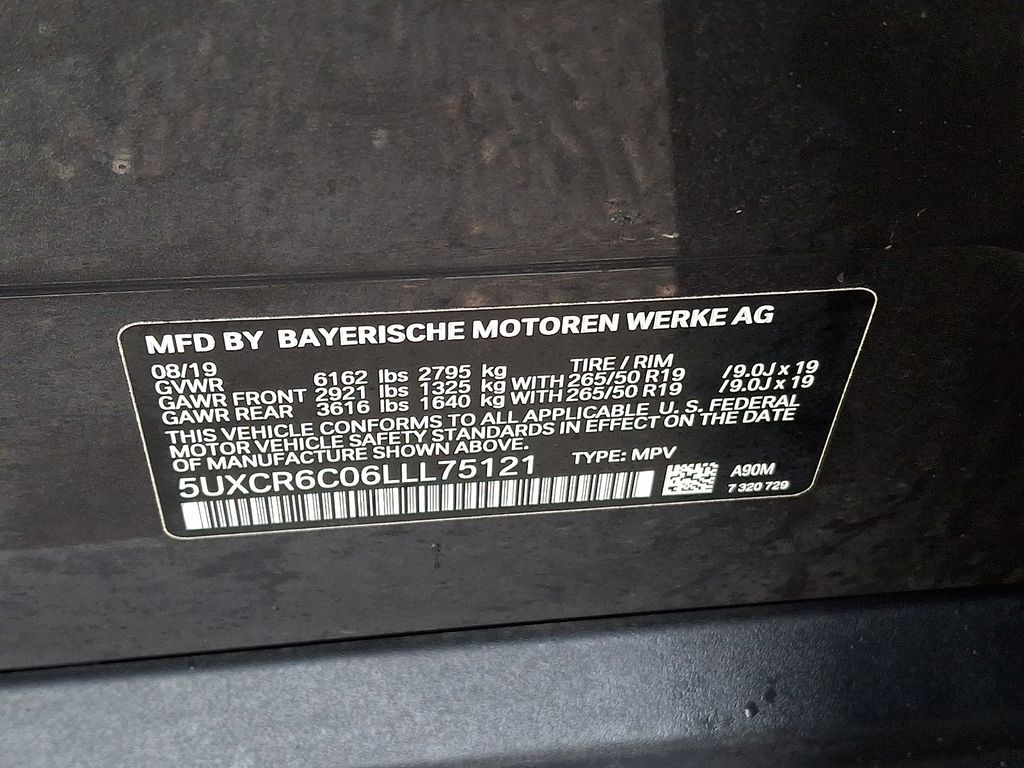 MFD BY BAYERISCHE MOTOREN WERKE AG
08/19 TIRE / RIM
GVWR 6162 lbs 2795 kg
GAWR FRONT 2921 lbs 1325 kg WITH 265/50 R19 /9.0J x 19
GAWR REAR 3616 lbs 1640 kg WITH 265/50 R19 /9.0J x 19
THIS VEHICLE CONFORMS TO ALL APPLICABLE U. S. FEDERAL
MOTOR VEHICLE SAFETY STANDARDS IN EFFECT ON THE DATE
OF MANUFACTURE SHOWN ABOVE.
TYPE: MPV
5UXCR6C06LLL75121
A90M
7 320 729